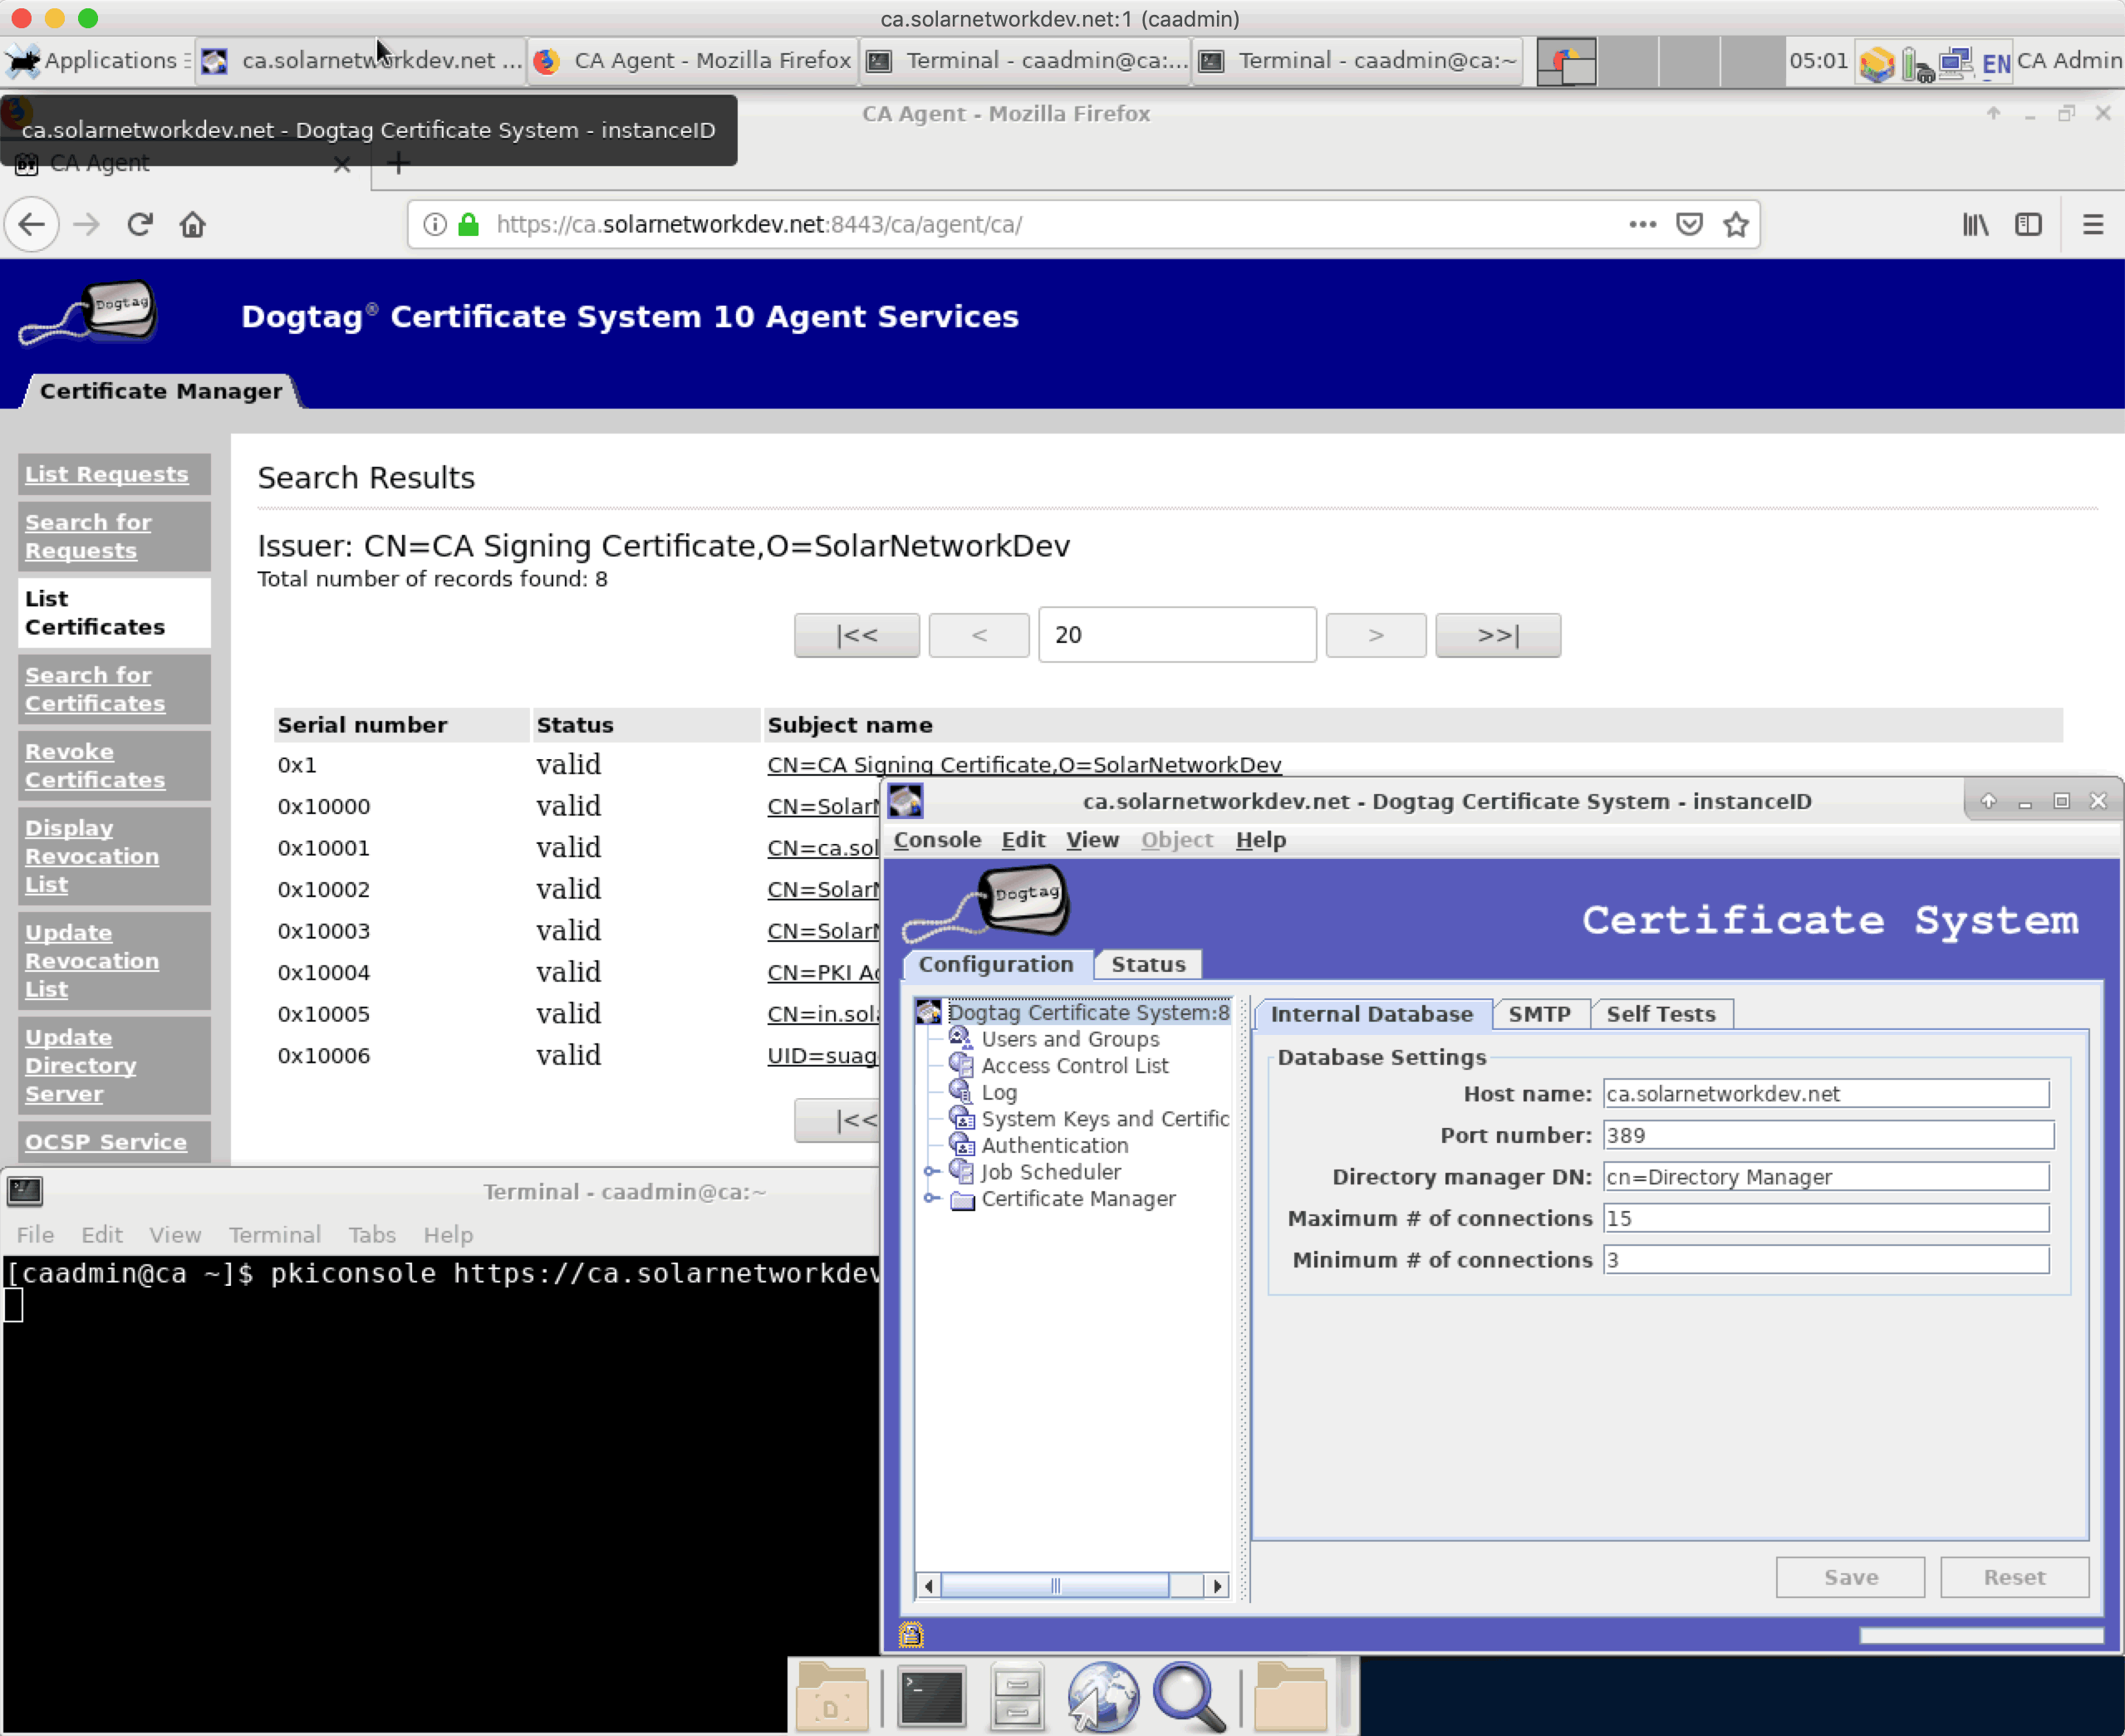 ca.solarnetworkdev.net:1 (caadmin)
Applications
ca.solarnetworkdev.net ...
CA Agent - Mozilla Firefox
Terminal - caadmin@ca:...
Terminal - caadmin@ca:~
05:01
EN
CA Admin
CA Agent - Mozilla Firefox
ca.solarnetworkdev.net - Dogtag Certificate System - instanceID
CA Agent
https://ca.solarnetworkdev.net:8443/ca/agent/ca/
Dogtag
Dogtag® Certificate System 10 Agent Services
Certificate Manager
List Requests
Search for
Requests
List
Certificates
Search for
Certificates
Revoke
Certificates
Display
Revocation
List
Update
Revocation
List
Update
Directory
Server
OCSP Service
Search Results
Issuer: CN=CA Signing Certificate,O=SolarNetworkDev
Total number of records found: 8
|<<
<
20
>
>>|
Serial number Status Subject name
0x1 valid CN=CA Signing Certificate,O=SolarNetworkDev
0x10000 valid CN=SolarN
0x10001 valid CN=ca.sol
0x10002 valid CN=SolarN
0x10003 valid CN=SolarN
0x10004 valid CN=PKI Ad
0x10005 valid CN=in.sola
0x10006 valid UID=suag
|<<
Terminal - caadmin@ca:~
File Edit View Terminal Tabs Help
[caadmin@ca ~]$ pkiconsole https://ca.solarnetworkdev
ca.solarnetworkdev.net - Dogtag Certificate System - instanceID
Console Edit View Object Help
Dogtag
Certificate System
Configuration
Status
Dogtag Certificate System:8
Users and Groups
Access Control List
Log
System Keys and Certific
Authentication
Job Scheduler
Certificate Manager
Internal Database
SMTP
Self Tests
Database Settings
Host name: ca.solarnetworkdev.net
Port number: 389
Directory manager DN: cn=Directory Manager
Maximum # of connections 15
Minimum # of connections 3
Save
Reset